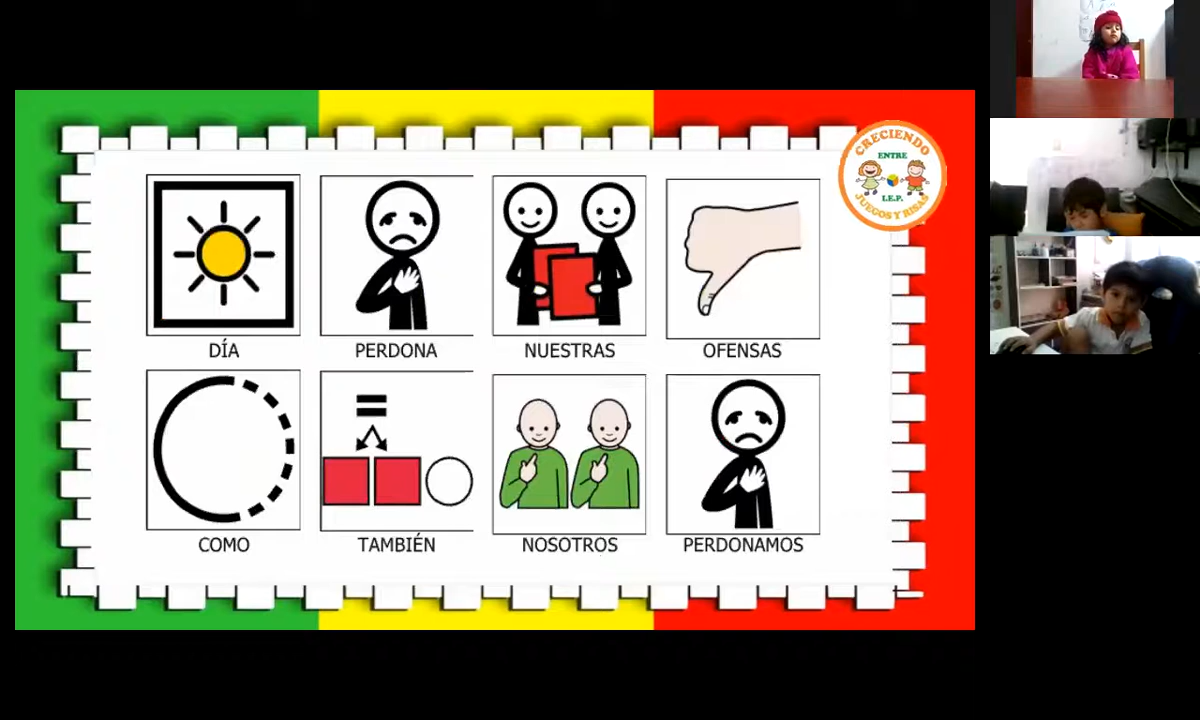 CRECIENDO
ENTRE
I.E.P.
JUEGOS Y RISAS
DÍA PERDONA NUESTRAS OFENSAS
COMO TAMBIÉN NOSOTROS PERDONAMOS